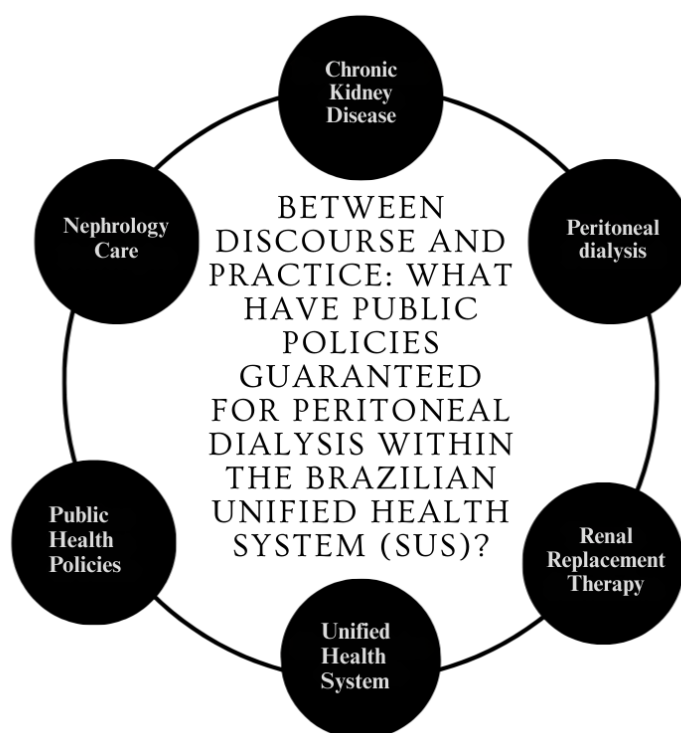 Chronic
Kidney
Disease
Nephrology
Care
Peritoneal
dialysis
BETWEEN
DISCOURSE AND
PRACTICE: WHAT
HAVE PUBLIC
POLICIES
GUARANTEED
FOR PERITONEAL
DIALYSIS WITHIN
THE BRAZILIAN
UNIFIED HEALTH
SYSTEM (SUS)?
Public
Health
Policies
Renal
Replacement
Therapy
Unified
Health
System